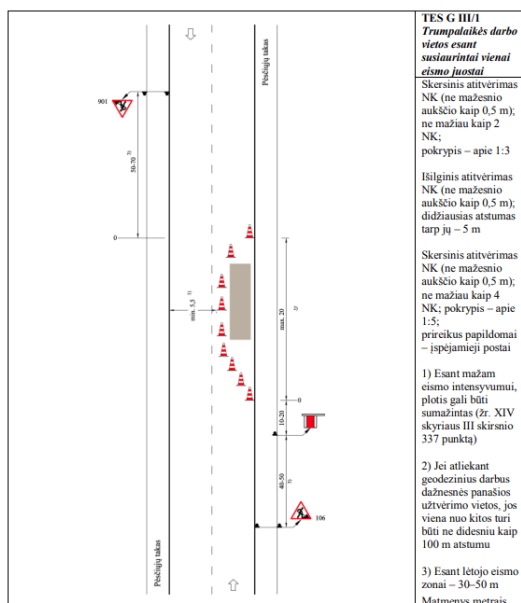 TES G III/1
Trumpalaikės darbo
vietos esant
susiaurintai vienai
eismo juostai
Skersinis atitvėrimas
NK (ne mažesnio
aukščio kaip 0,5 m);
ne mažiau kaip 2
NK;
pokrypis – apie 1:3
Išilginis atitvėrimas
NK (ne mažesnio
aukščio kaip 0,5 m);
didžiausias atstumas
tarp jų – 5 m
Skersinis atitvėrimas
NK (ne mažesnio
aukščio kaip 0,5 m);
ne mažiau kaip 4
NK; pokrypis – apie
1:5;
prireikus papildomai
– įspėjamieji postai
1) Esant mažam
eismo intensyvumui,
plotis gali būti
sumažintas (žr. XIV
skyriaus III skirsnio
337 punktą)
2) Jei atliekant
geodezinius darbus
dažnesnės panašios
užtvėrimo vietos, jos
viena nuo kitos turi
būti ne didesniu kaip
100 m atstumu
3) Esant lėtojo eismo
zonai – 30–50 m
Matmenys metrais
Pėsčiųjų takas
Pėsčiųjų takas
901
50-70 3)
0
min. 5,5 1)
max. 20 2)
0
10-20
40-50 3)
106